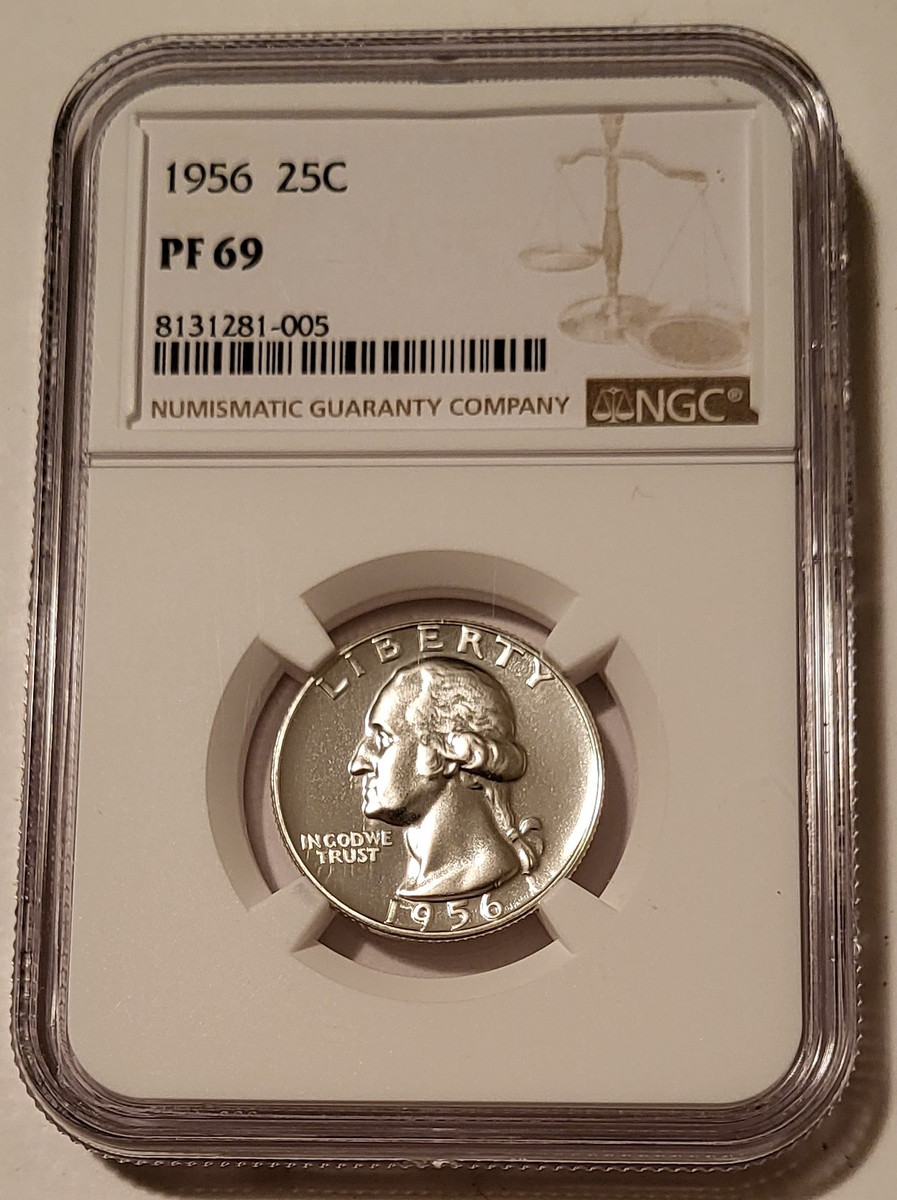 1956 25C
PF 69
8131281-005
NUMISMATIC GUARANTY COMPANY
NGC®
LIBERTY
IN GOD WE
TRUST
1956